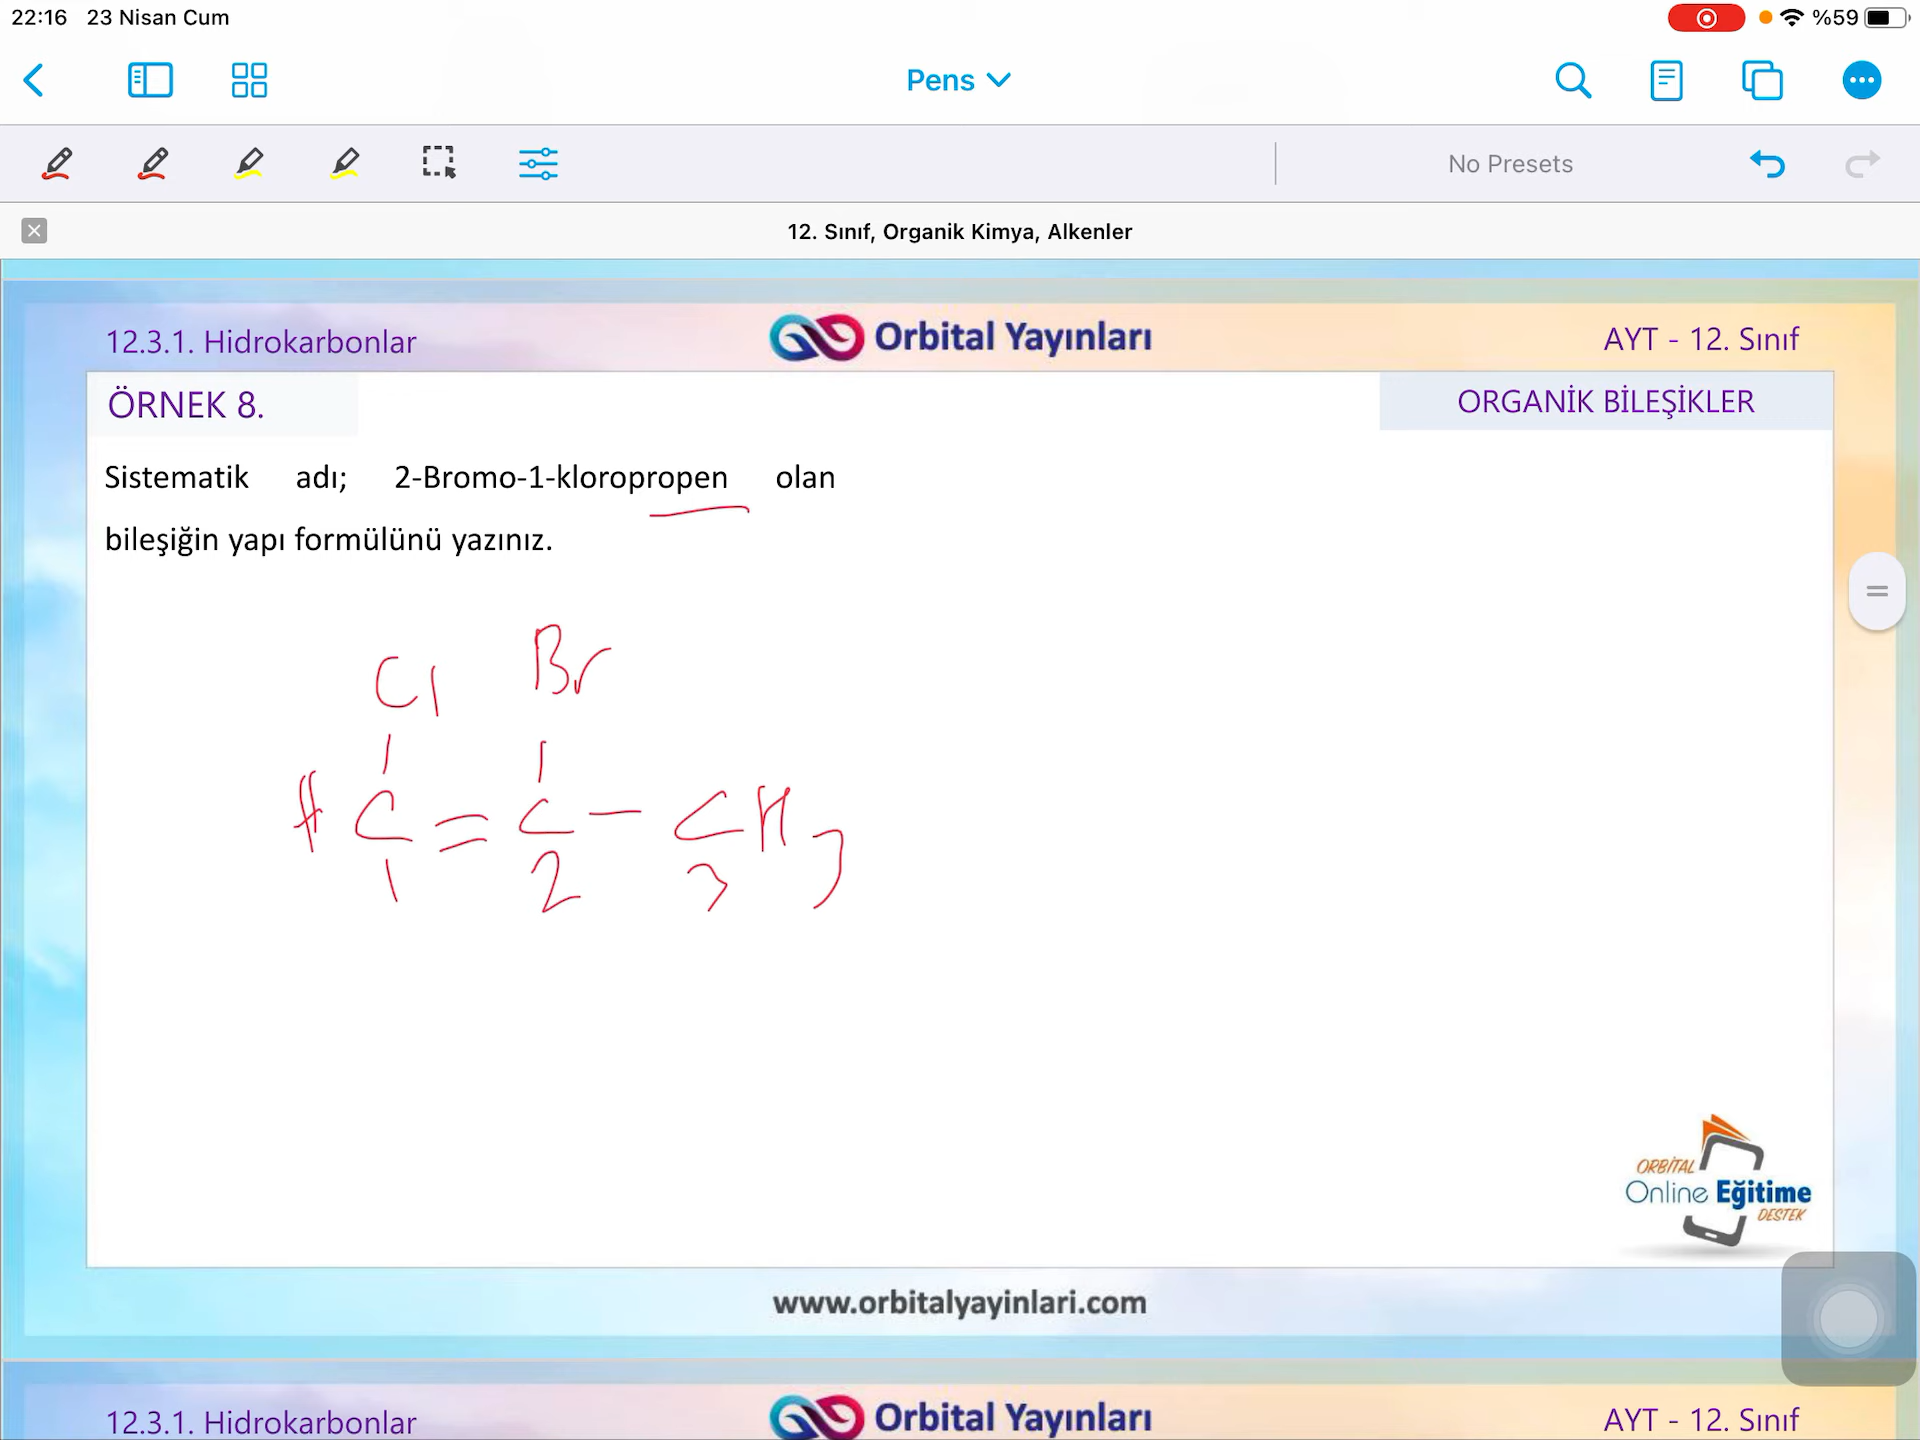 22:16 23 Nisan Cum %59
Pens
No Presets
12. Sınıf, Organik Kimya, Alkenler
12.3.1. Hidrokarbonlar Orbital Yayınları AYT - 12. Sınıf
ÖRNEK 8. ORGANİK BİLEŞİKLER
Sistematik adı; 2-Bromo-1-kloropropen olan
bileşiğin yapı formülünü yazınız.
Cl Br
H C = C - CH3
1 2 3
ORBİTAL
Online Eğitime
DESTEK
www.orbitalyayinlari.com
12.3.1. Hidrokarbonlar Orbital Yayınları AYT - 12. Sınıf